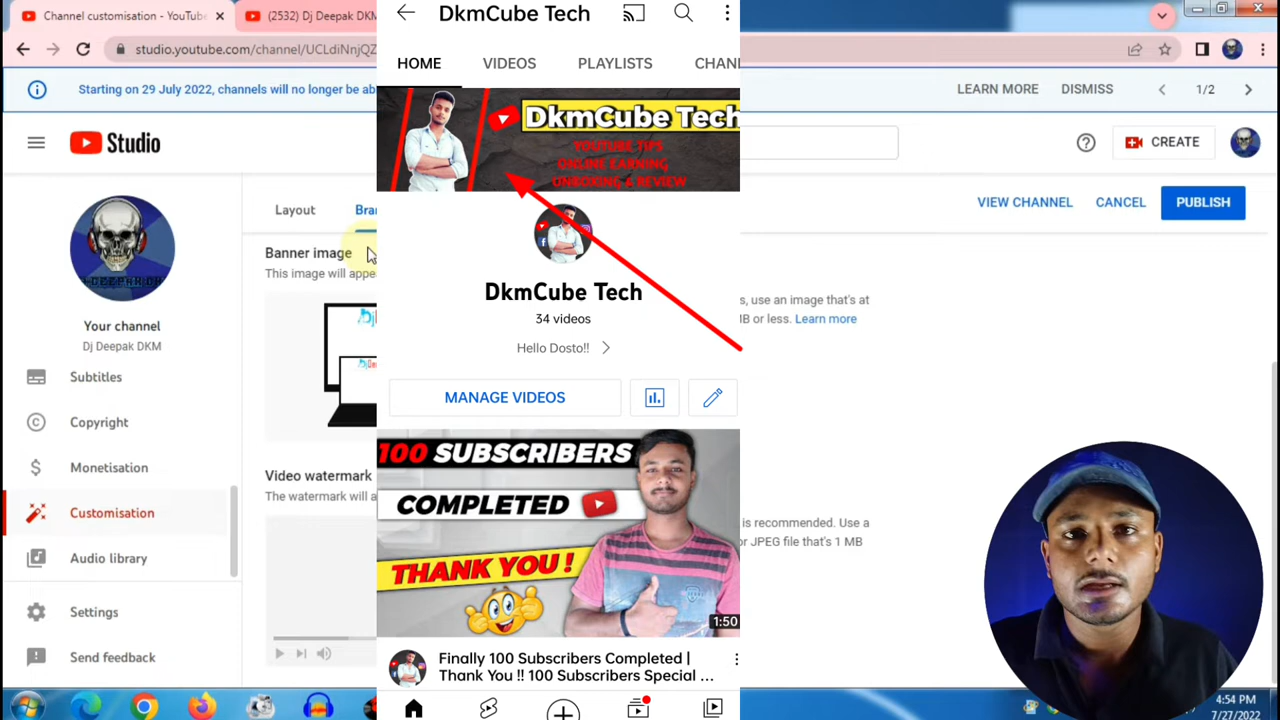 Channel customisation - YouTube
(2532) Dj Deepak DKM
studio.youtube.com/channel/UCLdiNnjQZ
Starting on 29 July 2022, channels will no longer be ab
LEARN MORE
DISMISS
1/2
Studio
CREATE
Layout
Bra
VIEW CHANNEL
CANCEL
PUBLISH
Banner image
This image will appe
s, use an image that's at
MB or less. Learn more
Your channel
Dj Deepak DKM
Subtitles
Copyright
Monetisation
Customisation
Audio library
Settings
Send feedback
Video watermark
The watermark will a
is recommended. Use a
or JPEG file that's 1 MB
DkmCube Tech
HOME
VIDEOS
PLAYLISTS
CHAN
DkmCube Tech
YOUTUBE TIPS
ONLINE EARNING
UNBOXING & REVIEW
DkmCube Tech
34 videos
Hello Dosto!!
MANAGE VIDEOS
100 SUBSCRIBERS
COMPLETED
THANK YOU !
1:50
Finally 100 Subscribers Completed |
Thank You !! 100 Subscribers Special ...
4:54 PM
7/27/2022